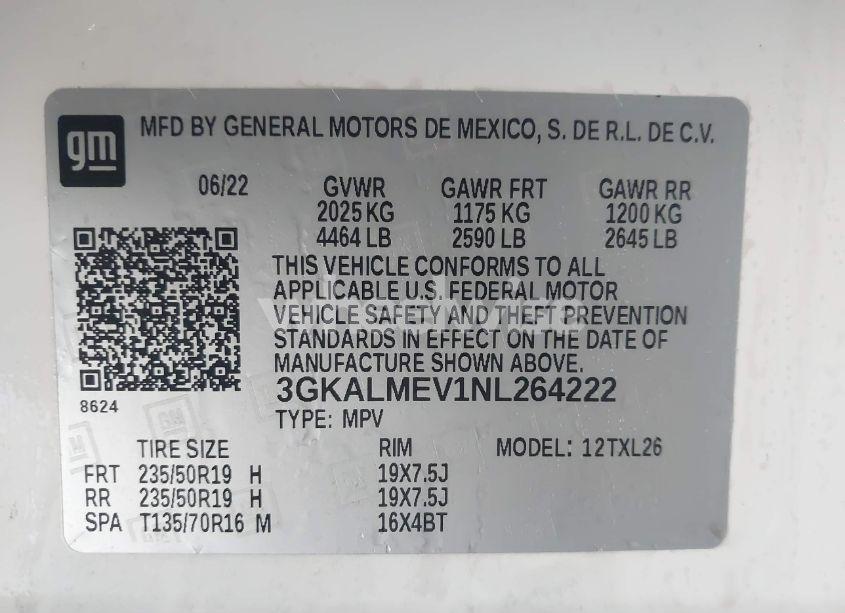 gm
MFD BY GENERAL MOTORS DE MEXICO, S. DE R.L. DE C.V.
06/22 GVWR GAWR FRT GAWR RR
2025 KG 1175 KG 1200 KG
4464 LB 2590 LB 2645 LB
THIS VEHICLE CONFORMS TO ALL
APPLICABLE U.S. FEDERAL MOTOR
VEHICLE SAFETY AND THEFT PREVENTION
STANDARDS IN EFFECT ON THE DATE OF
MANUFACTURE SHOWN ABOVE.
3GKALMEV1NL264222
8624
TYPE: MPV
TIRE SIZE RIM MODEL: 12TXL26
FRT 235/50R19 H 19X7.5J
RR 235/50R19 H 19X7.5J
SPA T135/70R16 M 16X4BT